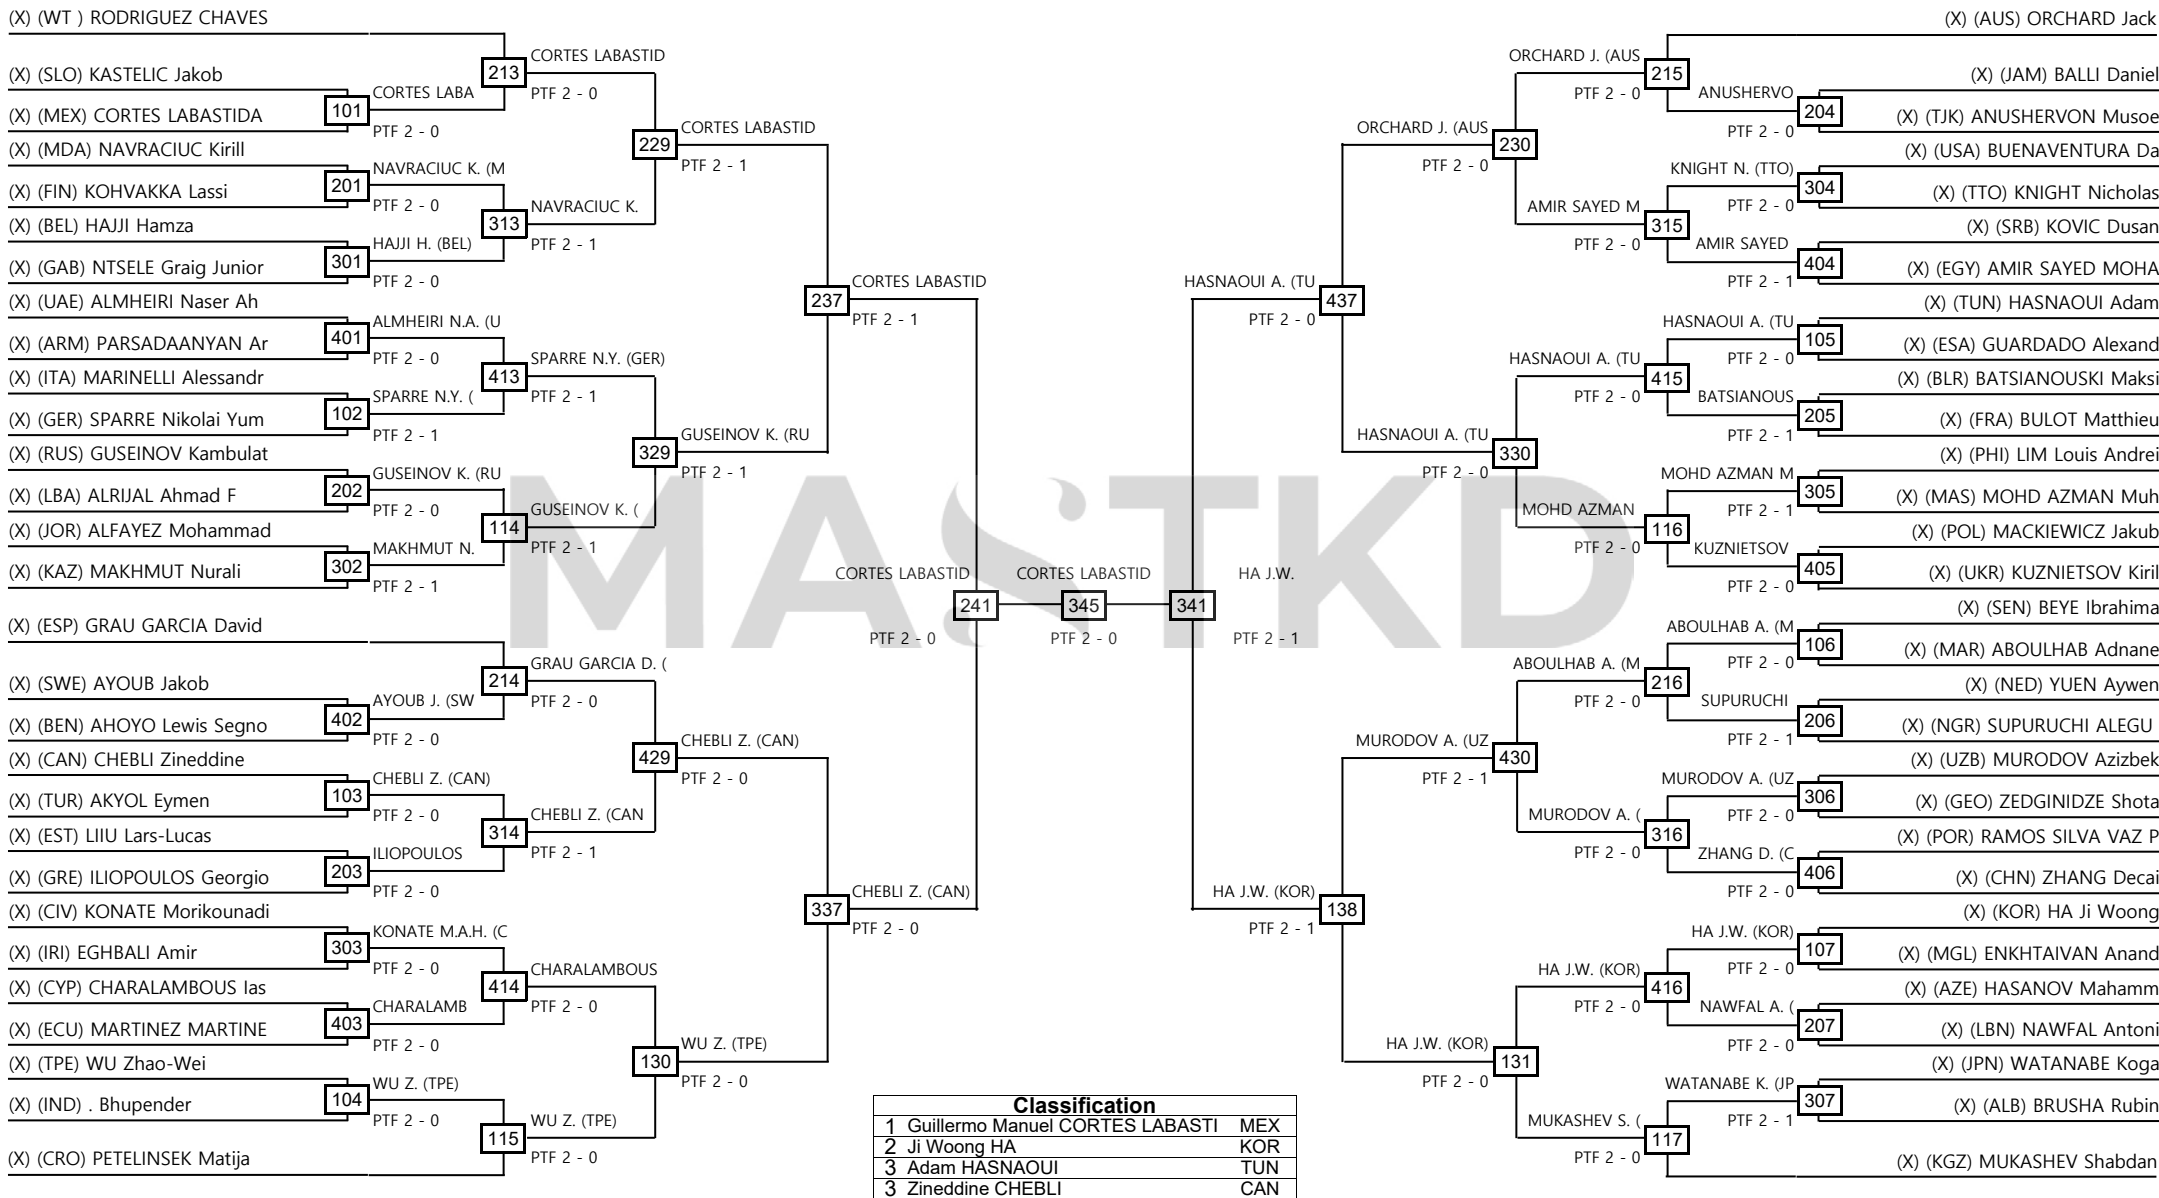 (X) (WT ) RODRIGUEZ CHAVES
(X) (SLO) KASTELIC Jakob
(X) (MEX) CORTES LABASTIDA
(X) (MDA) NAVRACIUC Kirill
(X) (FIN) KOHVAKKA Lassi
(X) (BEL) HAJJI Hamza
(X) (GAB) NTSELE Graig Junior
(X) (UAE) ALMHEIRI Naser Ah
(X) (ARM) PARSADAANYAN Ar
(X) (ITA) MARINELLI Alessandr
(X) (GER) SPARRE Nikolai Yum
(X) (RUS) GUSEINOV Kambulat
(X) (LBA) ALRIJAL Ahmad F
(X) (JOR) ALFAYEZ Mohammad
(X) (KAZ) MAKHMUT Nurali
(X) (ESP) GRAU GARCIA David
(X) (SWE) AYOUB Jakob
(X) (BEN) AHOYO Lewis Segno
(X) (CAN) CHEBLI Zineddine
(X) (TUR) AKYOL Eymen
(X) (EST) LIIU Lars-Lucas
(X) (GRE) ILIOPOULOS Georgio
(X) (CIV) KONATE Morikounadi
(X) (IRI) EGHBALI Amir
(X) (CYP) CHARALAMBOUS Ias
(X) (ECU) MARTINEZ MARTINE
(X) (TPE) WU Zhao-Wei
(X) (IND) . Bhupender
(X) (CRO) PETELINSEK Matija
101 CORTES LABA
PTF 2 - 0
201 NAVRACIUC K. (M
PTF 2 - 0
301 HAJJI H. (BEL)
PTF 2 - 0
401 ALMHEIRI N.A. (U
PTF 2 - 0
102 SPARRE N.Y. (
PTF 2 - 1
202 GUSEINOV K. (RU
PTF 2 - 0
302 MAKHMUT N.
PTF 2 - 1
402 AYOUB J. (SW
PTF 2 - 0
103 CHEBLI Z. (CAN)
PTF 2 - 0
203 ILIOPOULOS
PTF 2 - 0
303 KONATE M.A.H. (C
PTF 2 - 0
403 CHARALAMB
PTF 2 - 0
104 WU Z. (TPE)
PTF 2 - 0
213 CORTES LABASTID
PTF 2 - 0
313 NAVRACIUC K.
PTF 2 - 1
413 SPARRE N.Y. (GER)
PTF 2 - 1
114 GUSEINOV K. (
PTF 2 - 1
214 GRAU GARCIA D. (
PTF 2 - 0
314 CHEBLI Z. (CAN
PTF 2 - 1
414 CHARALAMBOUS
PTF 2 - 0
115 WU Z. (TPE)
PTF 2 - 0
229 CORTES LABASTID
PTF 2 - 1
329 GUSEINOV K. (RU
PTF 2 - 1
429 CHEBLI Z. (CAN)
PTF 2 - 0
130 WU Z. (TPE)
PTF 2 - 0
237 CORTES LABASTID
PTF 2 - 1
337 CHEBLI Z. (CAN)
PTF 2 - 0
CORTES LABASTID
241
PTF 2 - 0
CORTES LABASTID
345
PTF 2 - 0
HA J.W.
341
PTF 2 - 1
MASTKD
HASNAOUI A. (TU 437
PTF 2 - 0
HA J.W. (KOR) 138
PTF 2 - 1
ORCHARD J. (AUS 230
PTF 2 - 0
HASNAOUI A. (TU 330
PTF 2 - 0
MURODOV A. (UZ 430
PTF 2 - 1
HA J.W. (KOR) 131
PTF 2 - 0
ORCHARD J. (AUS 215
PTF 2 - 0
AMIR SAYED M 315
PTF 2 - 0
HASNAOUI A. (TU 415
PTF 2 - 0
MOHD AZMAN 116
PTF 2 - 0
ABOULHAB A. (M 216
PTF 2 - 0
MURODOV A. ( 316
PTF 2 - 0
HA J.W. (KOR) 416
PTF 2 - 0
MUKASHEV S. ( 117
PTF 2 - 0
ANUSHERVO 204
PTF 2 - 0
KNIGHT N. (TTO) 304
PTF 2 - 0
AMIR SAYED 404
PTF 2 - 1
HASNAOUI A. (TU 105
PTF 2 - 0
BATSIANOUS 205
PTF 2 - 1
MOHD AZMAN M 305
PTF 2 - 1
KUZNIETSOV 405
PTF 2 - 0
ABOULHAB A. (M 106
PTF 2 - 0
SUPURUCHI 206
PTF 2 - 1
MURODOV A. (UZ 306
PTF 2 - 0
ZHANG D. (C 406
PTF 2 - 0
HA J.W. (KOR) 107
PTF 2 - 0
NAWFAL A. ( 207
PTF 2 - 0
WATANABE K. (JP 307
PTF 2 - 1
(X) (AUS) ORCHARD Jack
(X) (JAM) BALLI Daniel
(X) (TJK) ANUSHERVON Musoe
(X) (USA) BUENAVENTURA Da
(X) (TTO) KNIGHT Nicholas
(X) (SRB) KOVIC Dusan
(X) (EGY) AMIR SAYED MOHA
(X) (TUN) HASNAOUI Adam
(X) (ESA) GUARDADO Alexand
(X) (BLR) BATSIANOUSKI Maksi
(X) (FRA) BULOT Matthieu
(X) (PHI) LIM Louis Andrei
(X) (MAS) MOHD AZMAN Muh
(X) (POL) MACKIEWICZ Jakub
(X) (UKR) KUZNIETSOV Kiril
(X) (SEN) BEYE Ibrahima
(X) (MAR) ABOULHAB Adnane
(X) (NED) YUEN Aywen
(X) (NGR) SUPURUCHI ALEGU
(X) (UZB) MURODOV Azizbek
(X) (GEO) ZEDGINIDZE Shota
(X) (POR) RAMOS SILVA VAZ P
(X) (CHN) ZHANG Decai
(X) (KOR) HA Ji Woong
(X) (MGL) ENKHTAIVAN Anand
(X) (AZE) HASANOV Mahamm
(X) (LBN) NAWFAL Antoni
(X) (JPN) WATANABE Koga
(X) (ALB) BRUSHA Rubin
(X) (KGZ) MUKASHEV Shabdan
Classification
1 Guillermo Manuel CORTES LABASTI MEX
2 Ji Woong HA KOR
3 Adam HASNAOUI TUN
3 Zineddine CHEBLI CAN